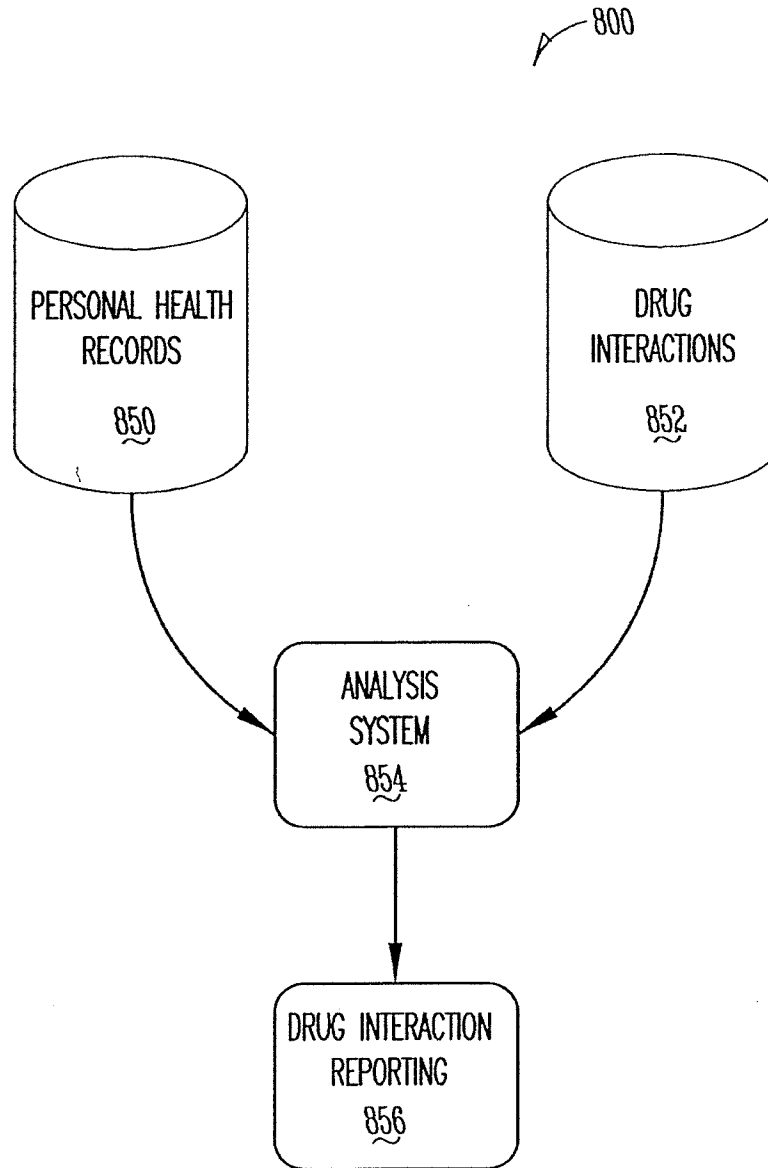 800
PERSONAL HEALTH
RECORDS
850
DRUG
INTERACTIONS
852
ANALYSIS
SYSTEM
854
DRUG INTERACTION
REPORTING
856